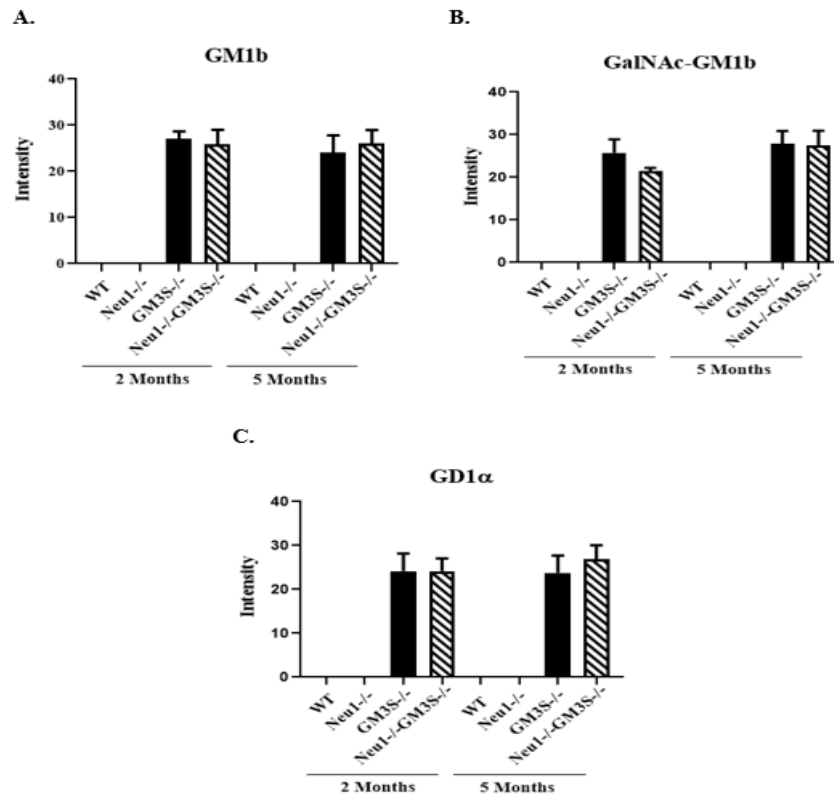 A.
GM1b
Intensity
40
30
20
10
0
WT
Neu1-/-
GM3S-/-
Neu1-/-GM3S-/-
WT
Neu1-/-
GM3S-/-
Neu1-/-GM3S-/-
2 Months
5 Months
B.
GalNAc-GM1b
Intensity
40
30
20
10
0
WT
Neu1-/-
GM3S-/-
Neu1-/-GM3S-/-
WT
Neu1-/-
GM3S-/-
Neu1-/-GM3S-/-
2 Months
5 Months
C.
GD1α
Intensity
40
30
20
10
0
WT
Neu1-/-
GM3S-/-
Neu1-/-GM3S-/-
WT
Neu1-/-
GM3S-/-
Neu1-/-GM3S-/-
2 Months
5 Months